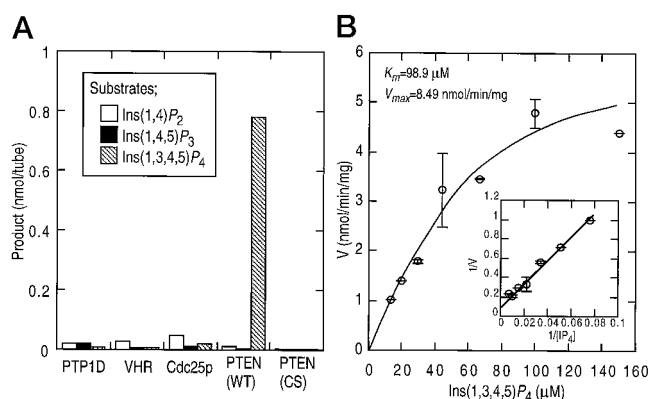 A
Product (nmol/tube)
1
0.8
0.6
0.4
0.2
0
Substrates;
Ins(1,4)P2
Ins(1,4,5)P3
Ins(1,3,4,5)P4
PTP1D VHR Cdc25p PTEN (WT) PTEN (CS)
B
V (nmol/min/mg)
7
6
5
4
3
2
1
0
Km=98.9 μM
Vmax=8.49 nmol/min/mg
1/V
1.2
1
0.8
0.6
0.4
0.2
0
0 0.02 0.04 0.06 0.08 0.1
1/[IP4]
0 20 40 60 80 100 120 140 160
Ins(1,3,4,5)P4 (μM)